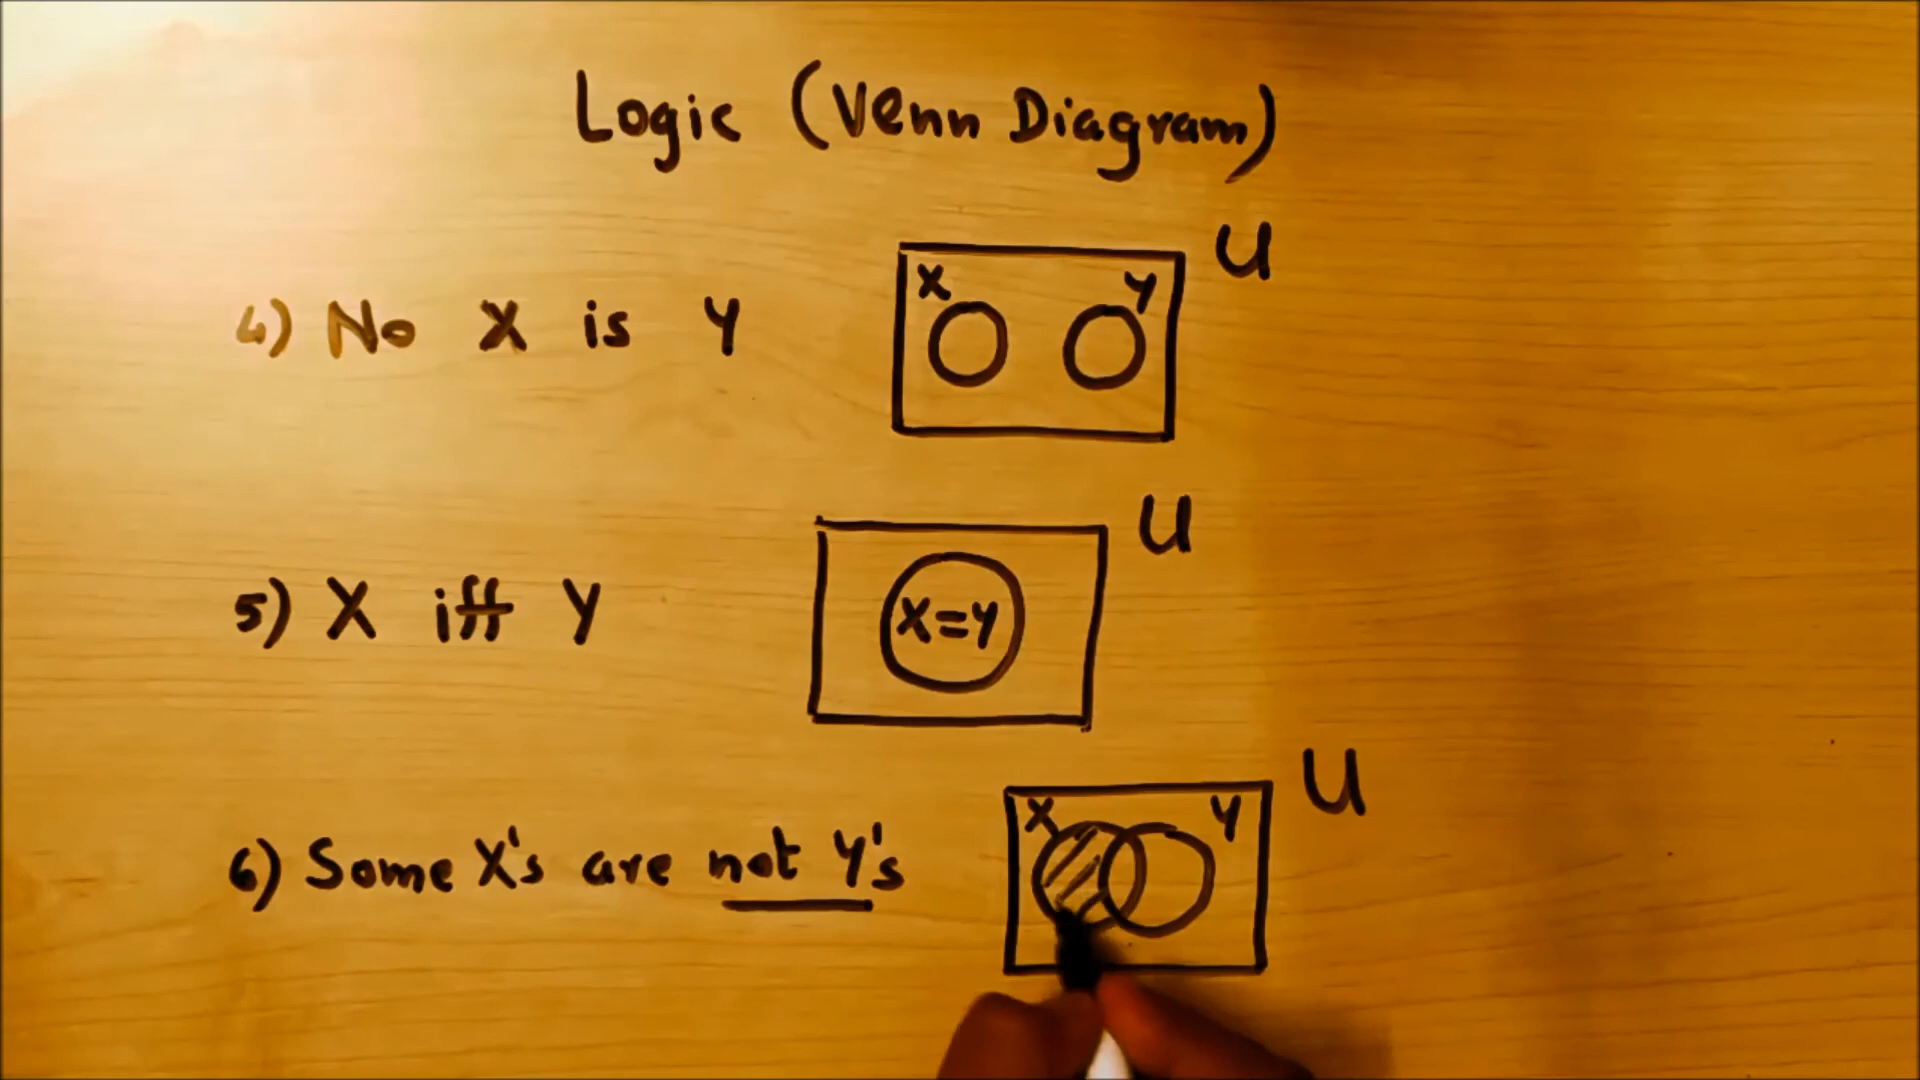 Logic (Venn Diagram)
U
X Y
4) No X is Y
U
5) X iff Y
X=Y
U
X Y
6) Some X's are not Y's